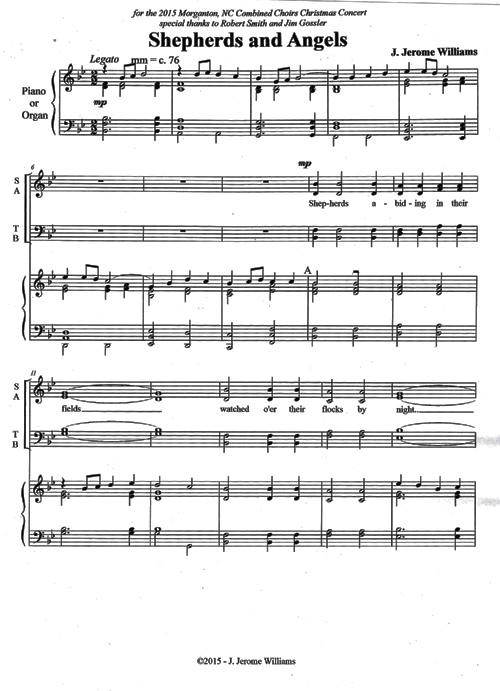 for the 2015 Morganton, NC Combined Choirs Christmas Concert
special thanks to Robert Smith and Jim Gossler
Shepherds and Angels
J. Jerome Williams
Legato mm = c. 76
Piano
or
Organ
mp
6
mp
S
A
Shep-herds a - bid - ing in their
T
B
A
11
S
A
fields watched o'er their flocks by night
T
B
©2015 - J. Jerome Williams